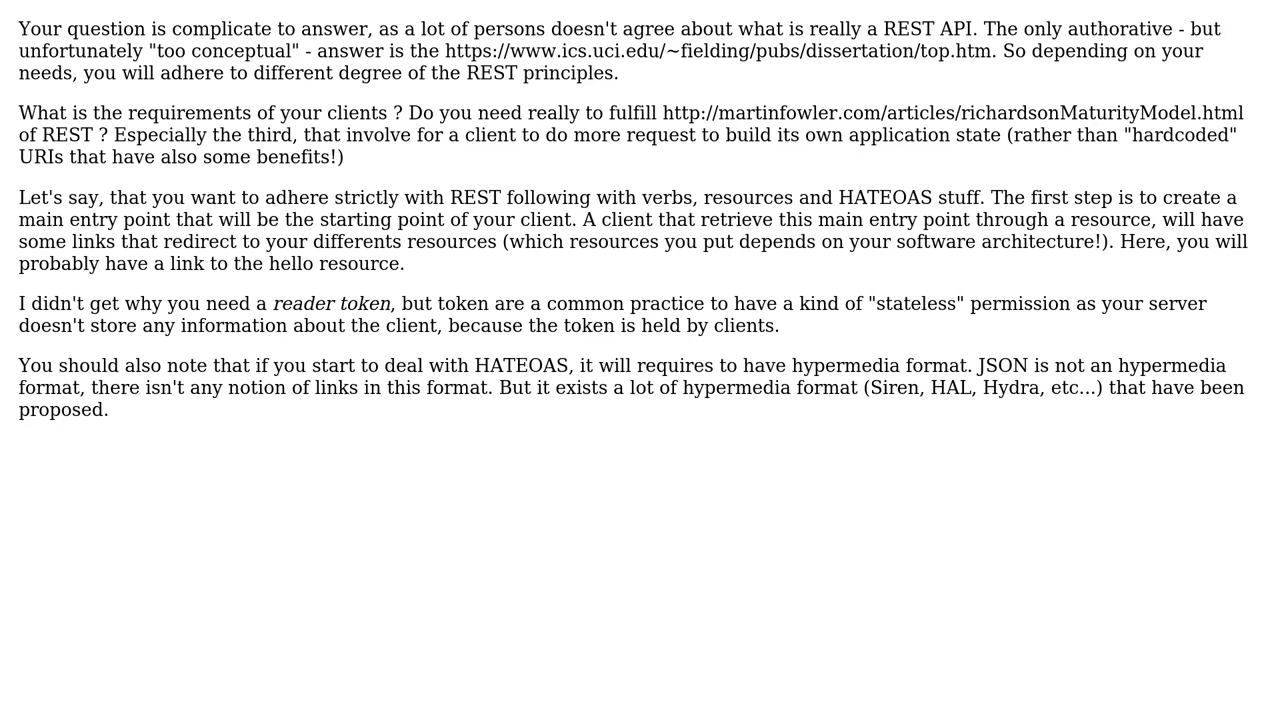 Your question is complicate to answer, as a lot of persons doesn't agree about what is really a REST API. The only authorative - but
unfortunately "too conceptual" - answer is the https://www.ics.uci.edu/~fielding/pubs/dissertation/top.htm. So depending on your
needs, you will adhere to different degree of the REST principles.
What is the requirements of your clients ? Do you need really to fulfill http://martinfowler.com/articles/richardsonMaturityModel.html
of REST ? Especially the third, that involve for a client to do more request to build its own application state (rather than "hardcoded"
URIs that have also some benefits!)
Let's say, that you want to adhere strictly with REST following with verbs, resources and HATEOAS stuff. The first step is to create a
main entry point that will be the starting point of your client. A client that retrieve this main entry point through a resource, will have
some links that redirect to your differents resources (which resources you put depends on your software architecture!). Here, you will
probably have a link to the hello resource.
I didn't get why you need a reader token, but token are a common practice to have a kind of "stateless" permission as your server
doesn't store any information about the client, because the token is held by clients.
You should also note that if you start to deal with HATEOAS, it will requires to have hypermedia format. JSON is not an hypermedia
format, there isn't any notion of links in this format. But it exists a lot of hypermedia format (Siren, HAL, Hydra, etc...) that have been
proposed.